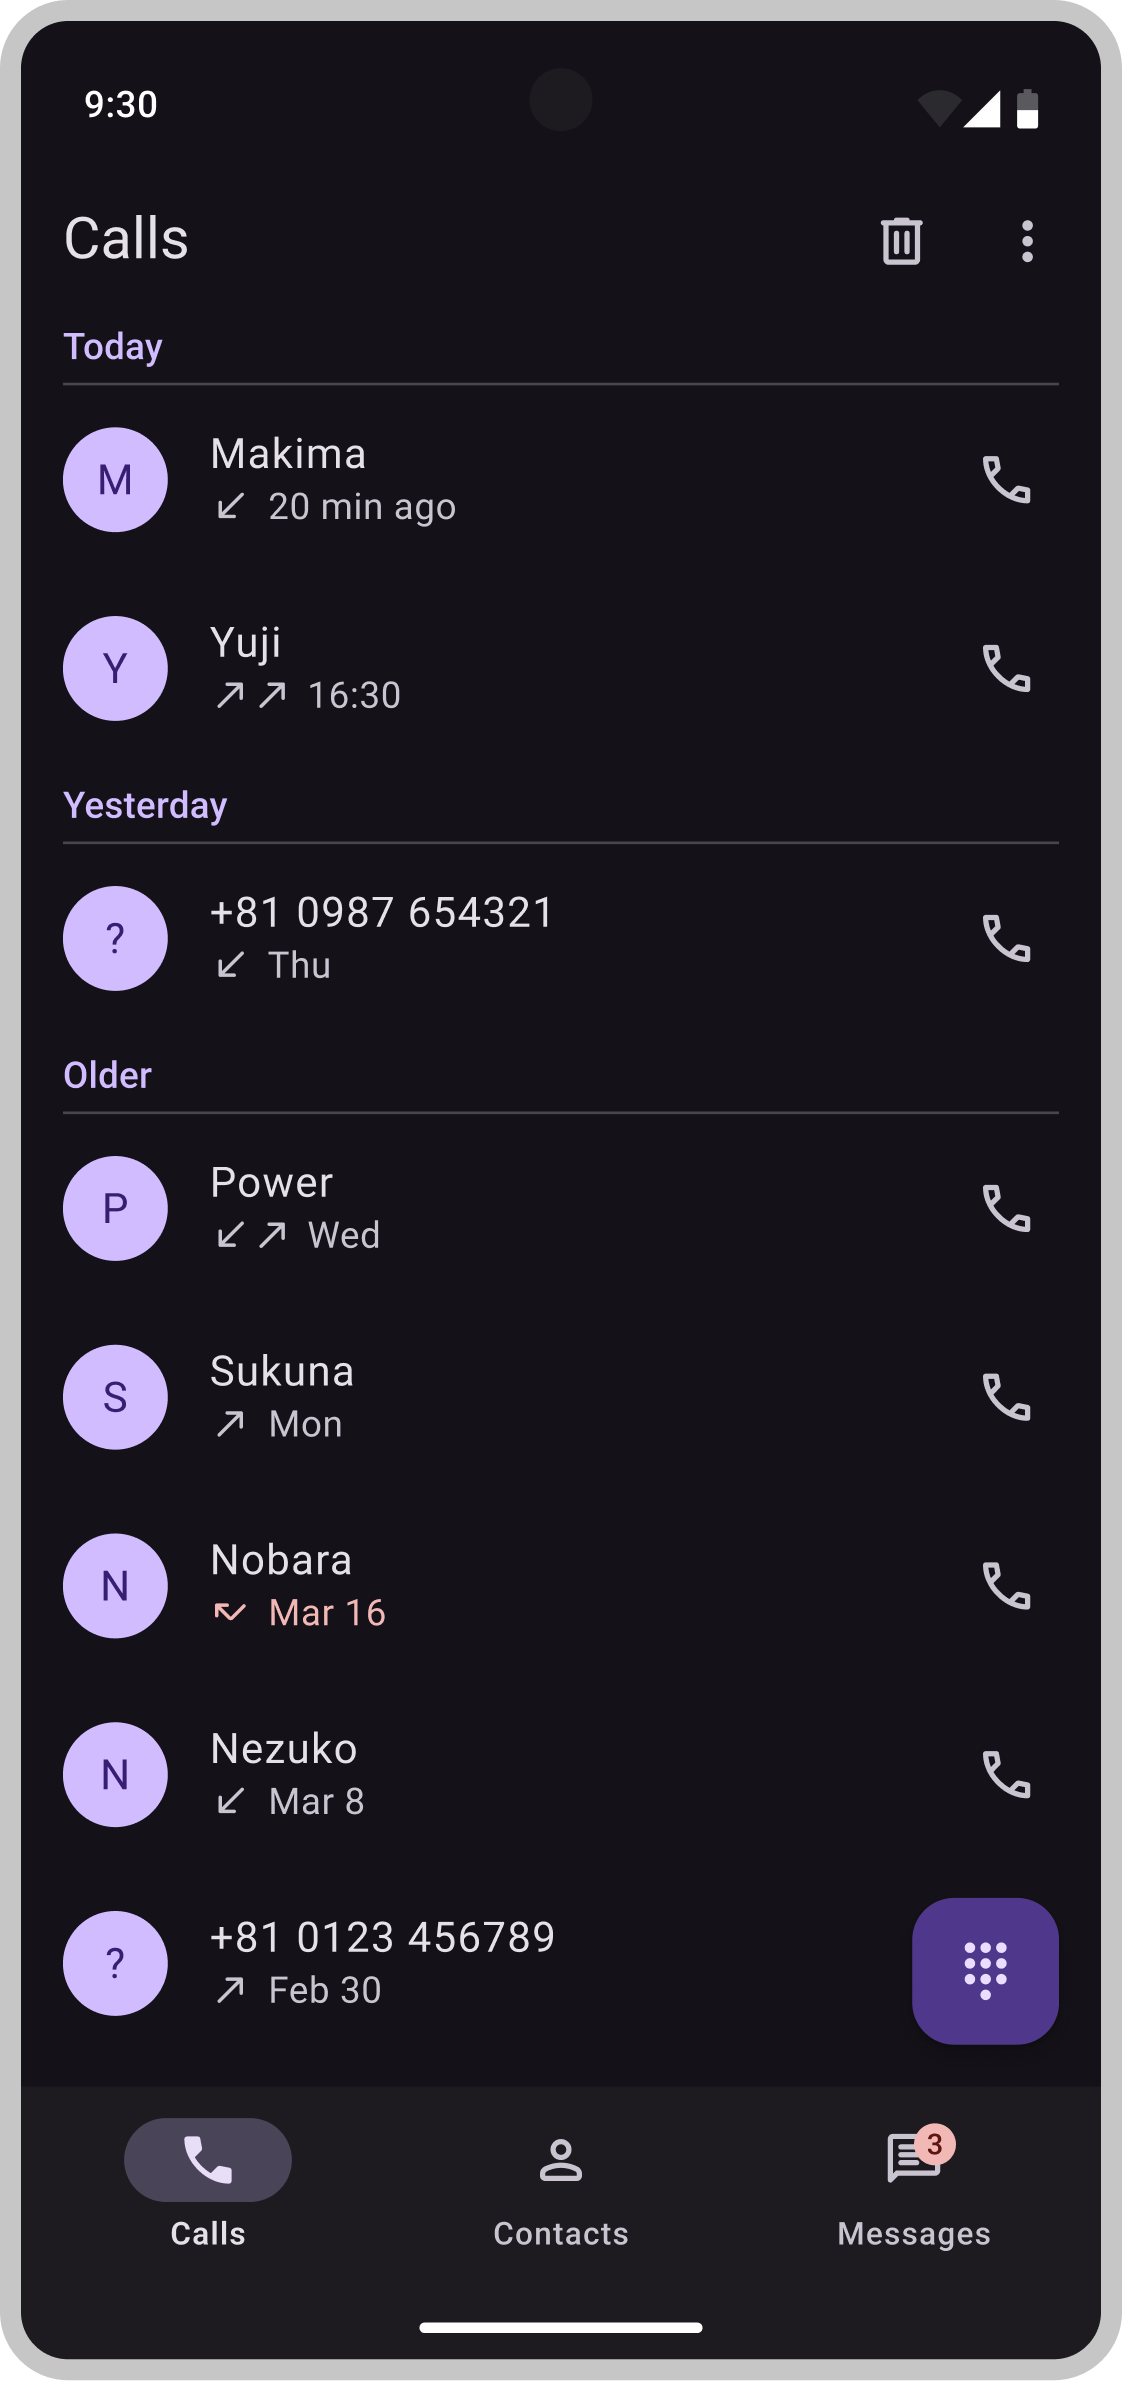 9:30
Calls
Today
M
Makima
20 min ago
Y
Yuji
16:30
Yesterday
?
+81 0987 654321
Thu
Older
P
Power
Wed
S
Sukuna
Mon
N
Nobara
Mar 16
N
Nezuko
Mar 8
?
+81 0123 456789
Feb 30
3
Calls
Contacts
Messages